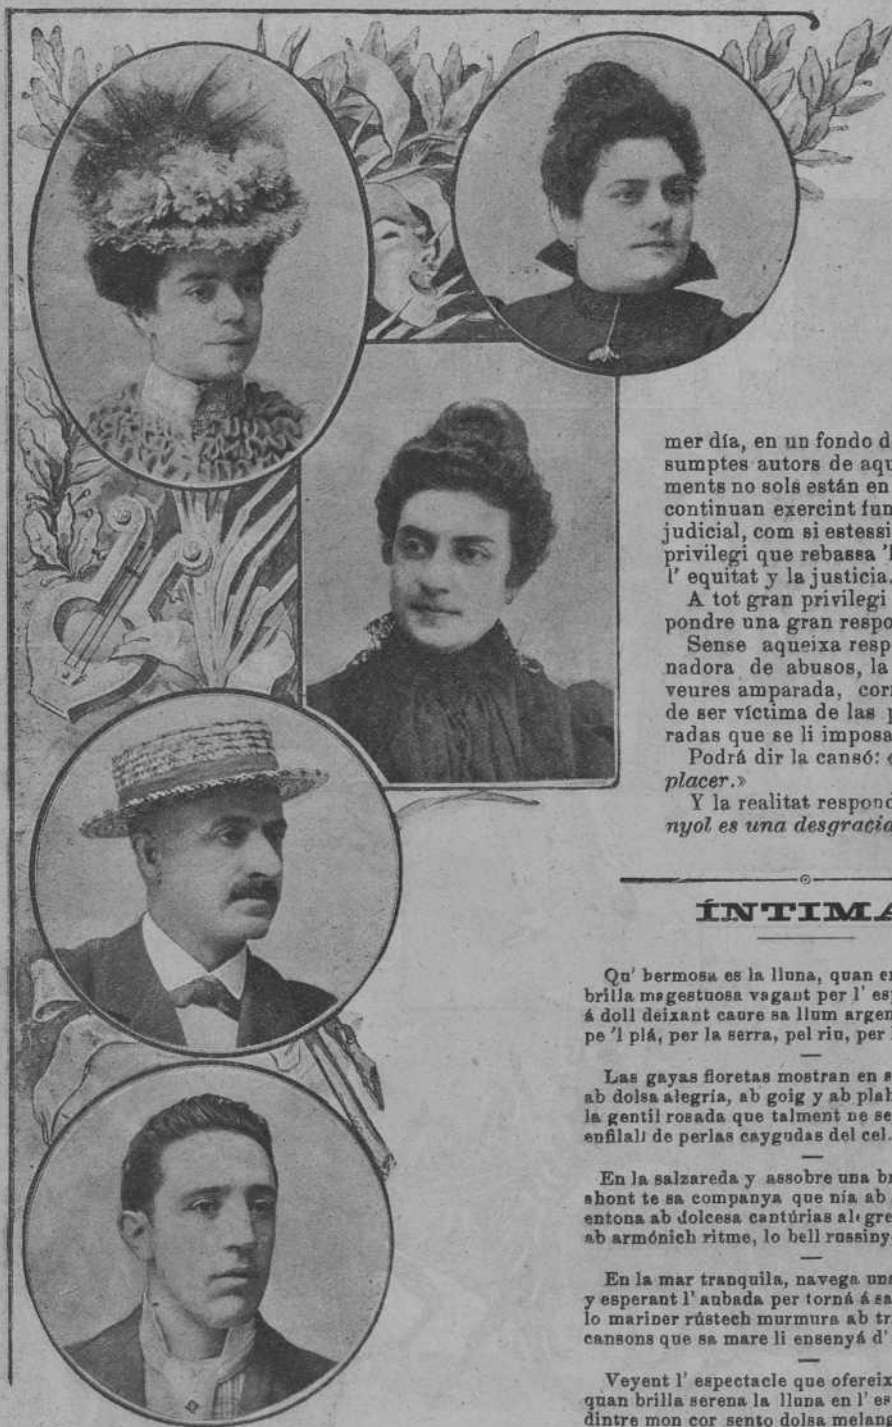 mer día, en un fondo d
sumptes autors de aqu
ments no sols están en
continuan exercint fun
judicial, com si estessi
privilegi que rebassa 'l
l' equitat y la justicia.
A tot gran privilegi
pondre una gran respo
Sense aqueixa resp
nadora de abusos, la
veures amparada, corr
de ser víctima de las p
radas que se li imposa
Podrá dir la cansó: «
placer.»
Y la realitat respond
nyol es una desgracia
ÍNTIMA
Qu' hermosa es la lluna, quan en
brilla magestuosa vagant per l' es
á doll deixant caure sa llum argen
pe 'l plá, per la serra, pel riu, per
Las gayas floretas mostran en s
ab dolsa alegría, ab goig y ab plah
la gentil rosada que talment ne se
enfilall de perlas caygudas del cel.
En la salzareda y assobre una br
ahont te sa companya que nía ab
entona ab dolcesa cantúrias alegre
ab armónich ritme, lo bell rossiny
En la mar tranquila, navega una
y esperant l' aubada per torná á sa
lo mariner rústech murmura ab tr
cansons que sa mare li ensenyá d'
Veyent l' espectacle que ofereix
quan brilla serena la lluna en l' es
dintre mon cor sento dolsa melan